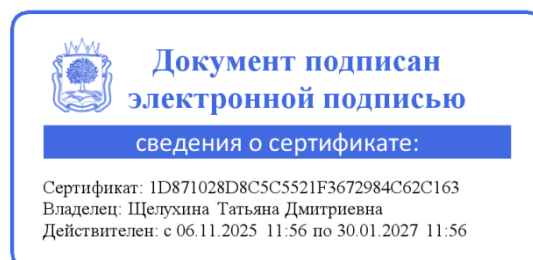 Документ подписан
электронной подписью
сведения о сертификате:
Сертификат: 1D871028D8C5C5521F3672984C62C163
Владелец: Щелухина Татьяна Дмитриевна
Действителен: с 06.11.2025 11:56 по 30.01.2027 11:56